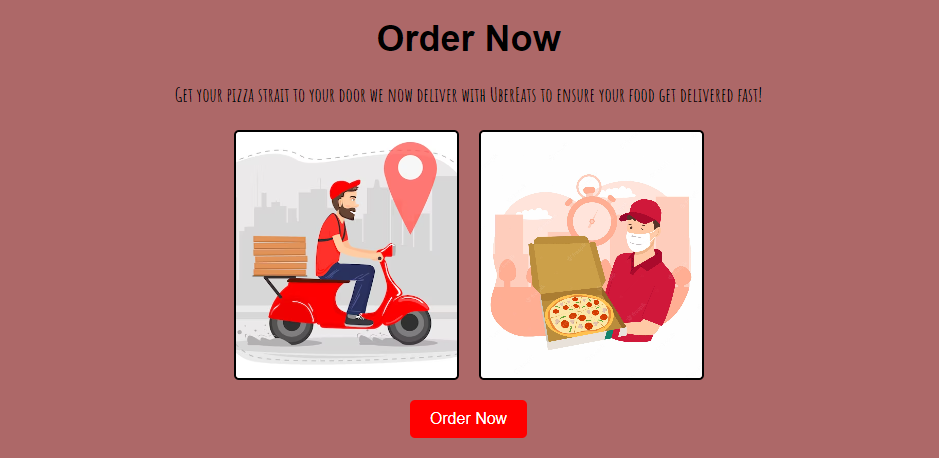 Order Now
Get your pizza strait to your door we now deliver with UberEats to ensure your food get delivered fast!
Order Now